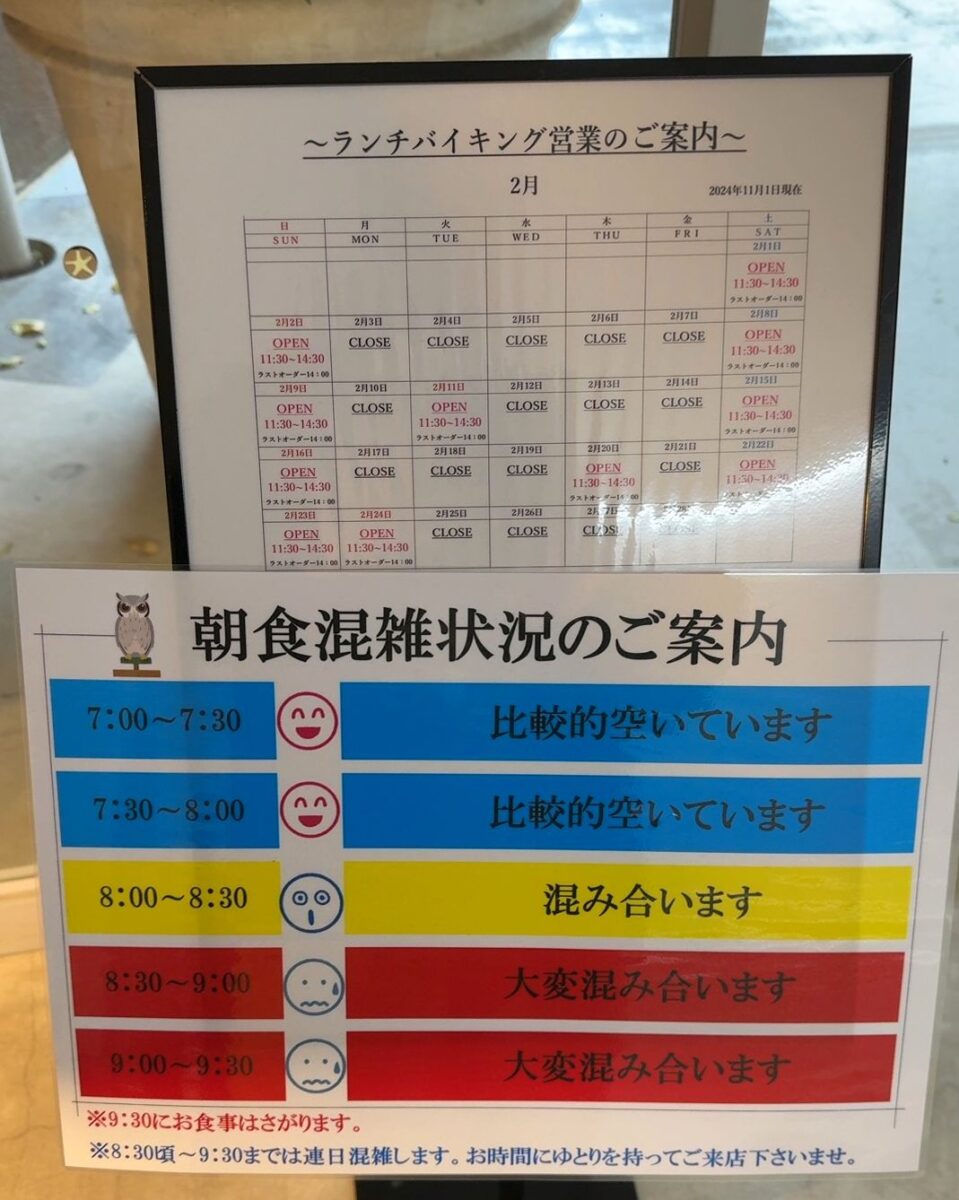 ～ランチバイキング営業のご案内～
2月
2024年11月1日現在
日 月 火 水 木 金 土
SUN MON TUE WED THU FRI SAT
2月1日
OPEN
11:30~14:30
ラストオーダー14：00
2月2日 2月3日 2月4日 2月5日 2月6日 2月7日 2月8日
OPEN CLOSE CLOSE CLOSE CLOSE CLOSE OPEN
11:30~14:30 11:30~14:30
ラストオーダー14：00 ラストオーダー14：00
2月9日 2月10日 2月11日 2月12日 2月13日 2月14日 2月15日
OPEN CLOSE OPEN CLOSE CLOSE CLOSE OPEN
11:30~14:30 11:30~14:30 11:30~14:30
ラストオーダー14：00 ラストオーダー14：00 ラストオーダー14：00
2月16日 2月17日 2月18日 2月19日 2月20日 2月21日 2月22日
OPEN CLOSE CLOSE CLOSE OPEN CLOSE OPEN
11:30~14:30 11:30~14:30 11:30~14:30
ラストオーダー14：00 ラストオーダー14：00 ラストオーダー14：00
2月23日 2月24日 2月25日 2月26日
OPEN OPEN CLOSE CLOSE CLOSE
11:30~14:30 11:30~14:30
ラストオーダー14：00 ラストオーダー14：00
朝食混雑状況のご案内
7:00～7:30 比較的空いています
7:30～8:00 比較的空いています
8:00～8:30 混み合います
8:30～9:00 大変混み合います
9:00～9:30 大変混み合います
※9:30にお食事はさがります。
※8:30頃～9:30までは連日混雑します。お時間にゆとりを持ってご来店下さいませ。